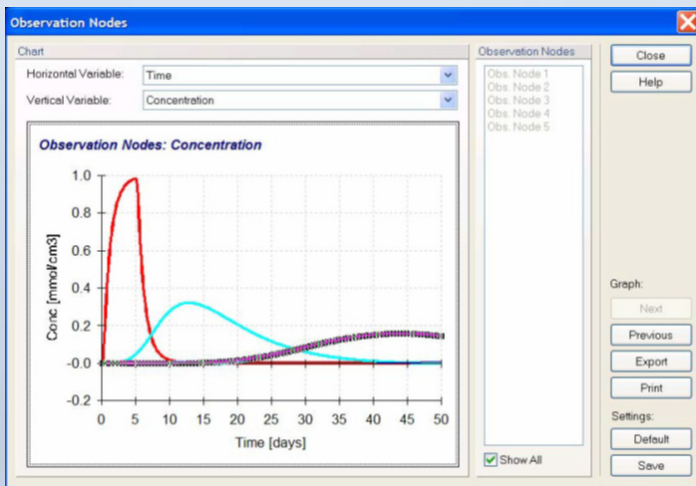 Observation Nodes
Chart
Horizontal Variable:
Time
Vertical Variable:
Concentration
Observation Nodes: Concentration
Conc [mmol/cm3]
1.0
0.8
0.6
0.4
0.2
-0.0
-0.2
0 5 10 15 20 25 30 35 40 45 50
Time [days]
Observation Nodes
Obs. Node 1
Obs. Node 2
Obs. Node 3
Obs. Node 4
Obs. Node 5
Show All
Close
Help
Graph:
Next
Previous
Export
Print
Settings:
Default
Save